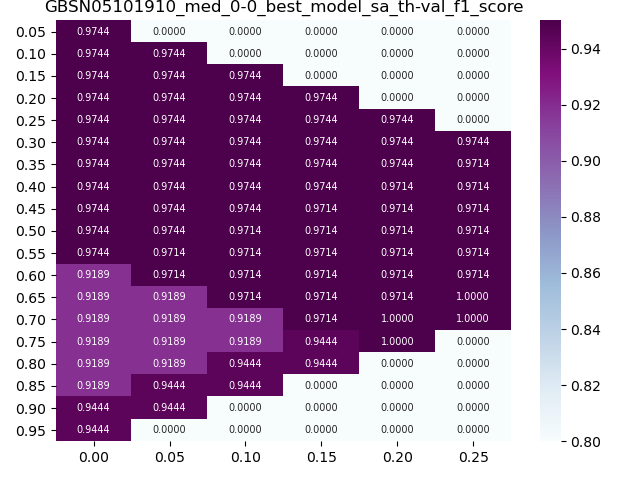 GBSN05101910_med_0-0_best_model_sa_th-val_f1_score
0.05 0.9744 0.0000 0.0000 0.0000 0.0000 0.0000
0.10 0.9744 0.9744 0.0000 0.0000 0.0000 0.0000
0.15 0.9744 0.9744 0.9744 0.0000 0.0000 0.0000
0.20 0.9744 0.9744 0.9744 0.9744 0.0000 0.0000
0.25 0.9744 0.9744 0.9744 0.9744 0.9744 0.0000
0.30 0.9744 0.9744 0.9744 0.9744 0.9744 0.9744
0.35 0.9744 0.9744 0.9744 0.9744 0.9744 0.9714
0.40 0.9744 0.9744 0.9744 0.9744 0.9714 0.9714
0.45 0.9744 0.9744 0.9744 0.9714 0.9714 0.9714
0.50 0.9744 0.9744 0.9714 0.9714 0.9714 0.9714
0.55 0.9744 0.9714 0.9714 0.9714 0.9714 0.9714
0.60 0.9189 0.9714 0.9714 0.9714 0.9714 0.9714
0.65 0.9189 0.9189 0.9714 0.9714 0.9714 1.0000
0.70 0.9189 0.9189 0.9189 0.9714 1.0000 1.0000
0.75 0.9189 0.9189 0.9189 0.9444 1.0000 0.0000
0.80 0.9189 0.9189 0.9444 0.9444 0.0000 0.0000
0.85 0.9189 0.9444 0.9444 0.0000 0.0000 0.0000
0.90 0.9444 0.9444 0.0000 0.0000 0.0000 0.0000
0.95 0.9444 0.0000 0.0000 0.0000 0.0000 0.0000
0.00 0.05 0.10 0.15 0.20 0.25
0.94
0.92
0.90
0.88
0.86
0.84
0.82
0.80